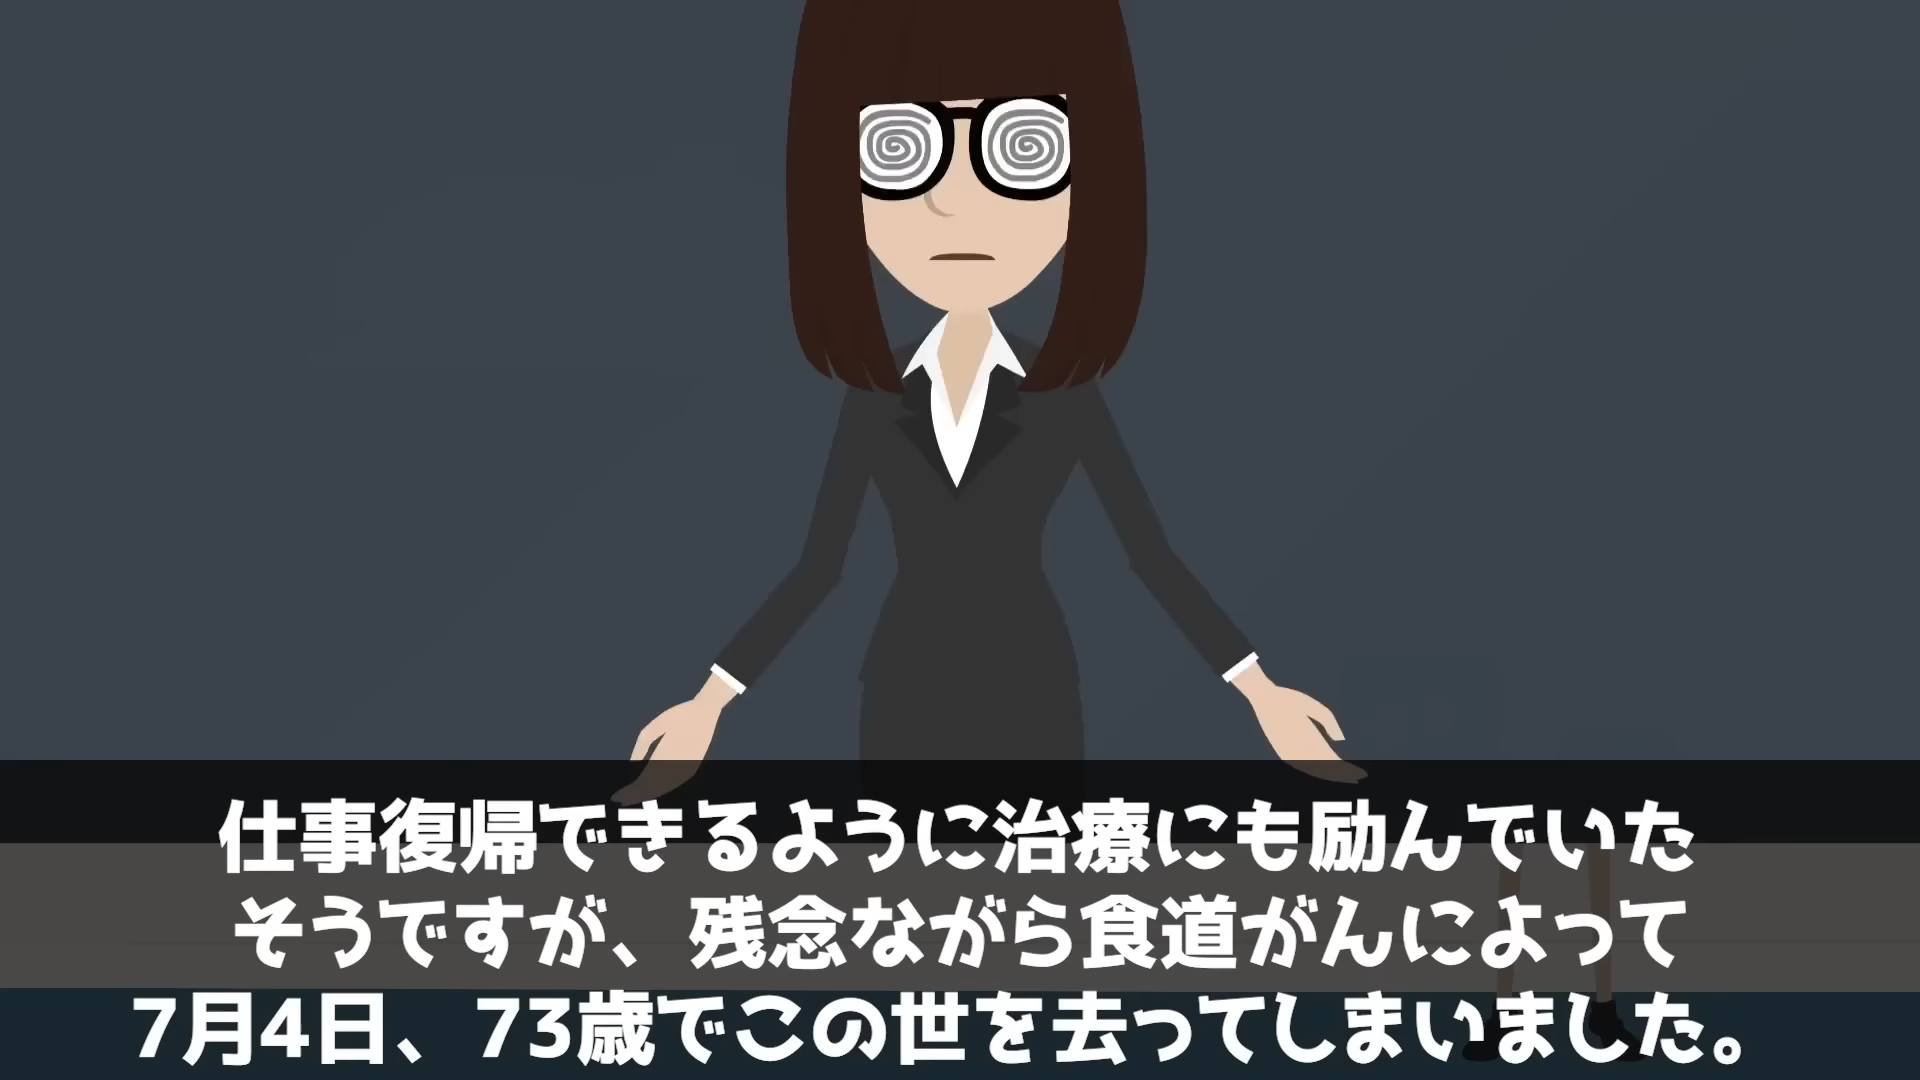 仕事復帰できるように治療にも励んでいた
そうですが、残念ながら食道がんによって
7月4日、73歳でこの世を去ってしまいました。